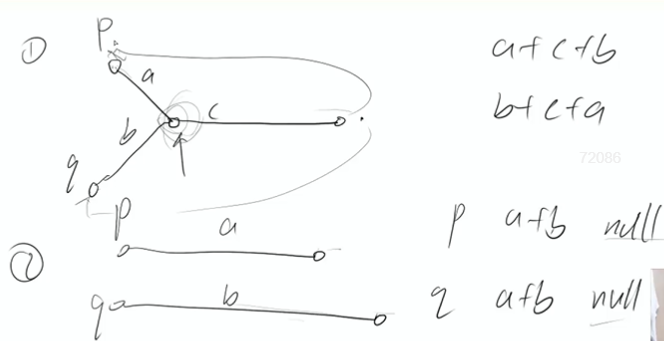 ① p a c b q a+c+b
b+c+a
72086
② p a p a+b null
q b q a+b null